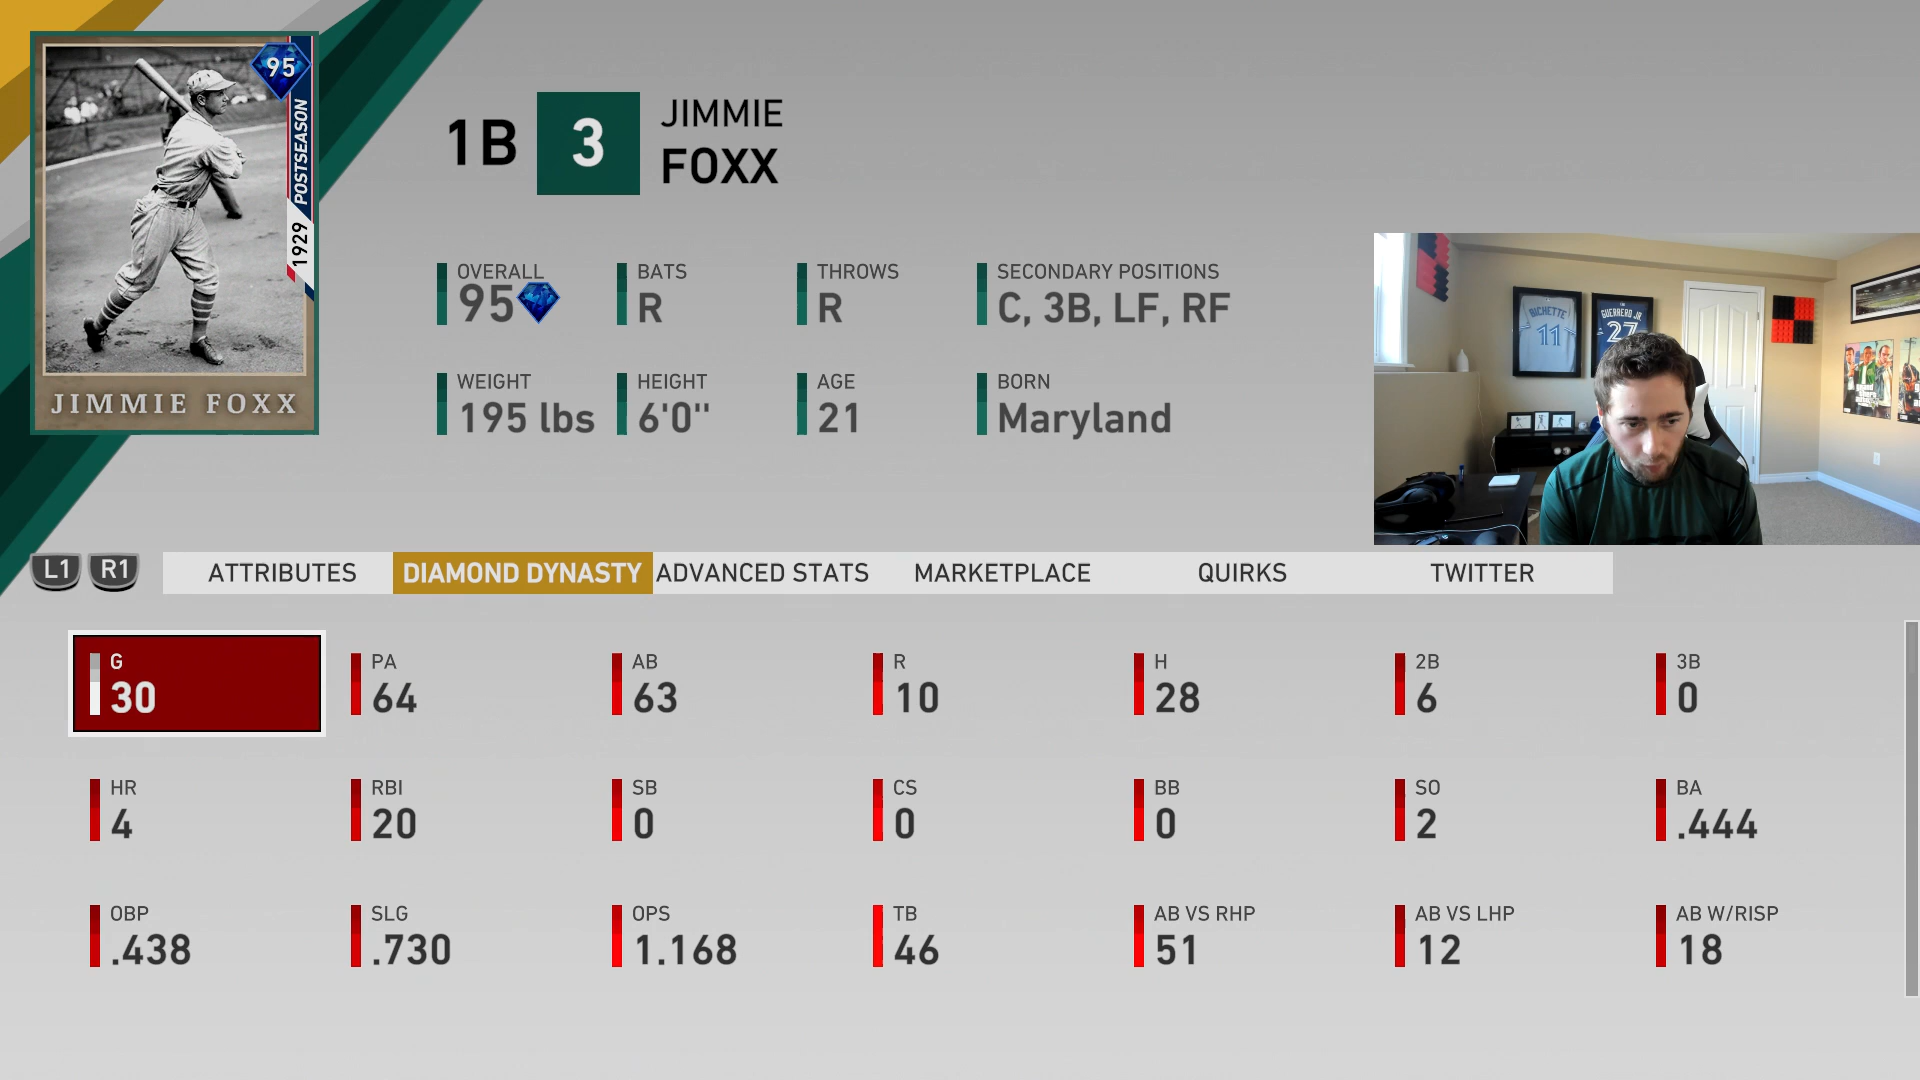 95
POSTSEASON
1929
JIMMIE FOXX
1B
3
JIMMIE
FOXX
OVERALL
95
BATS
R
THROWS
R
SECONDARY POSITIONS
C, 3B, LF, RF
WEIGHT
195 lbs
HEIGHT
6'0"
AGE
21
BORN
Maryland
BICHETTE
11
GUERRERO JR.
27
L1 R1
ATTRIBUTES DIAMOND DYNASTY ADVANCED STATS MARKETPLACE QUIRKS TWITTER
G
30
PA
64
AB
63
R
10
H
28
2B
6
3B
0
HR
4
RBI
20
SB
0
CS
0
BB
0
SO
2
BA
.444
OBP
.438
SLG
.730
OPS
1.168
TB
46
AB VS RHP
51
AB VS LHP
12
AB W/RISP
18